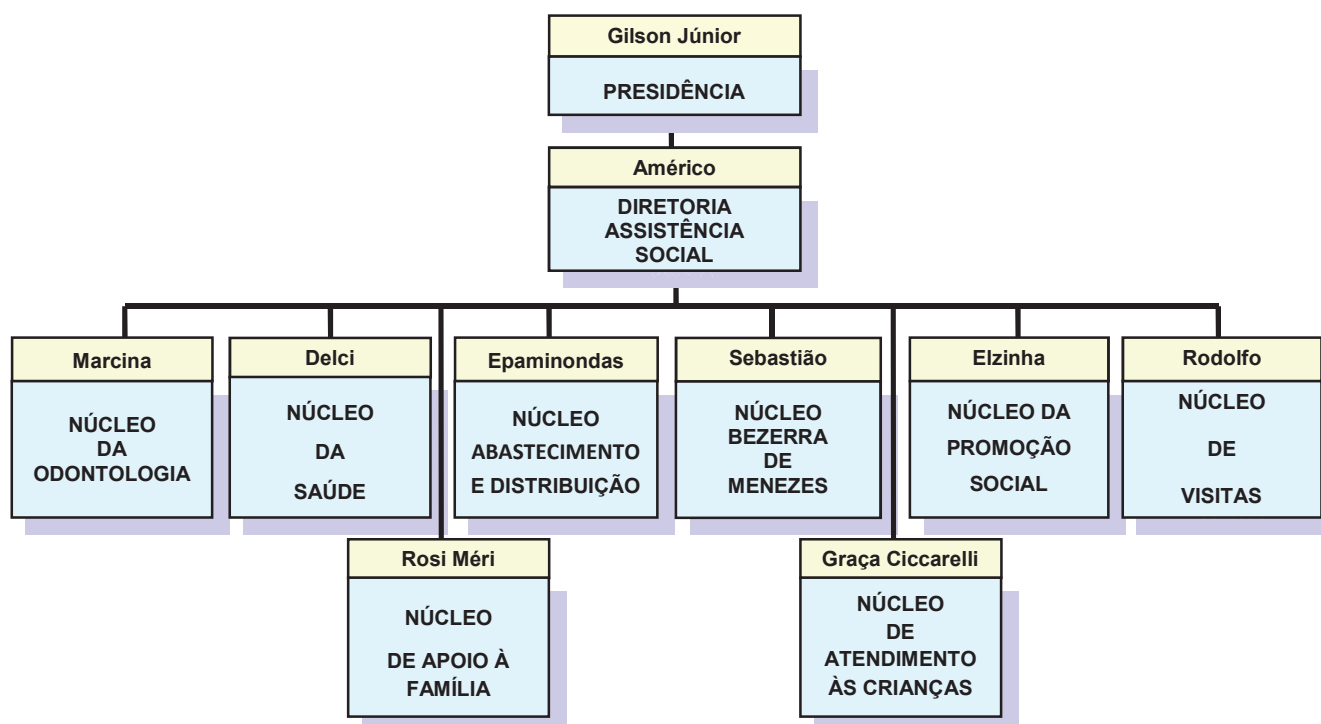 Gilson Júnior
PRESIDÊNCIA
Américo
DIRETORIA
ASSISTÊNCIA
SOCIAL
Marcina
NÚCLEO
DA
ODONTOLOGIA
Delci
NÚCLEO
DA
SAÚDE
Epaminondas
NÚCLEO
ABASTECIMENTO
E DISTRIBUIÇÃO
Sebastião
NÚCLEO
BEZERRA
DE
MENEZES
Elzinha
NÚCLEO DA
PROMOÇÃO
SOCIAL
Rodolfo
NÚCLEO
DE
VISITAS
Rosi Méri
NÚCLEO
DE APOIO À
FAMÍLIA
Graça Ciccarelli
NÚCLEO
DE
ATENDIMENTO
ÀS CRIANÇAS